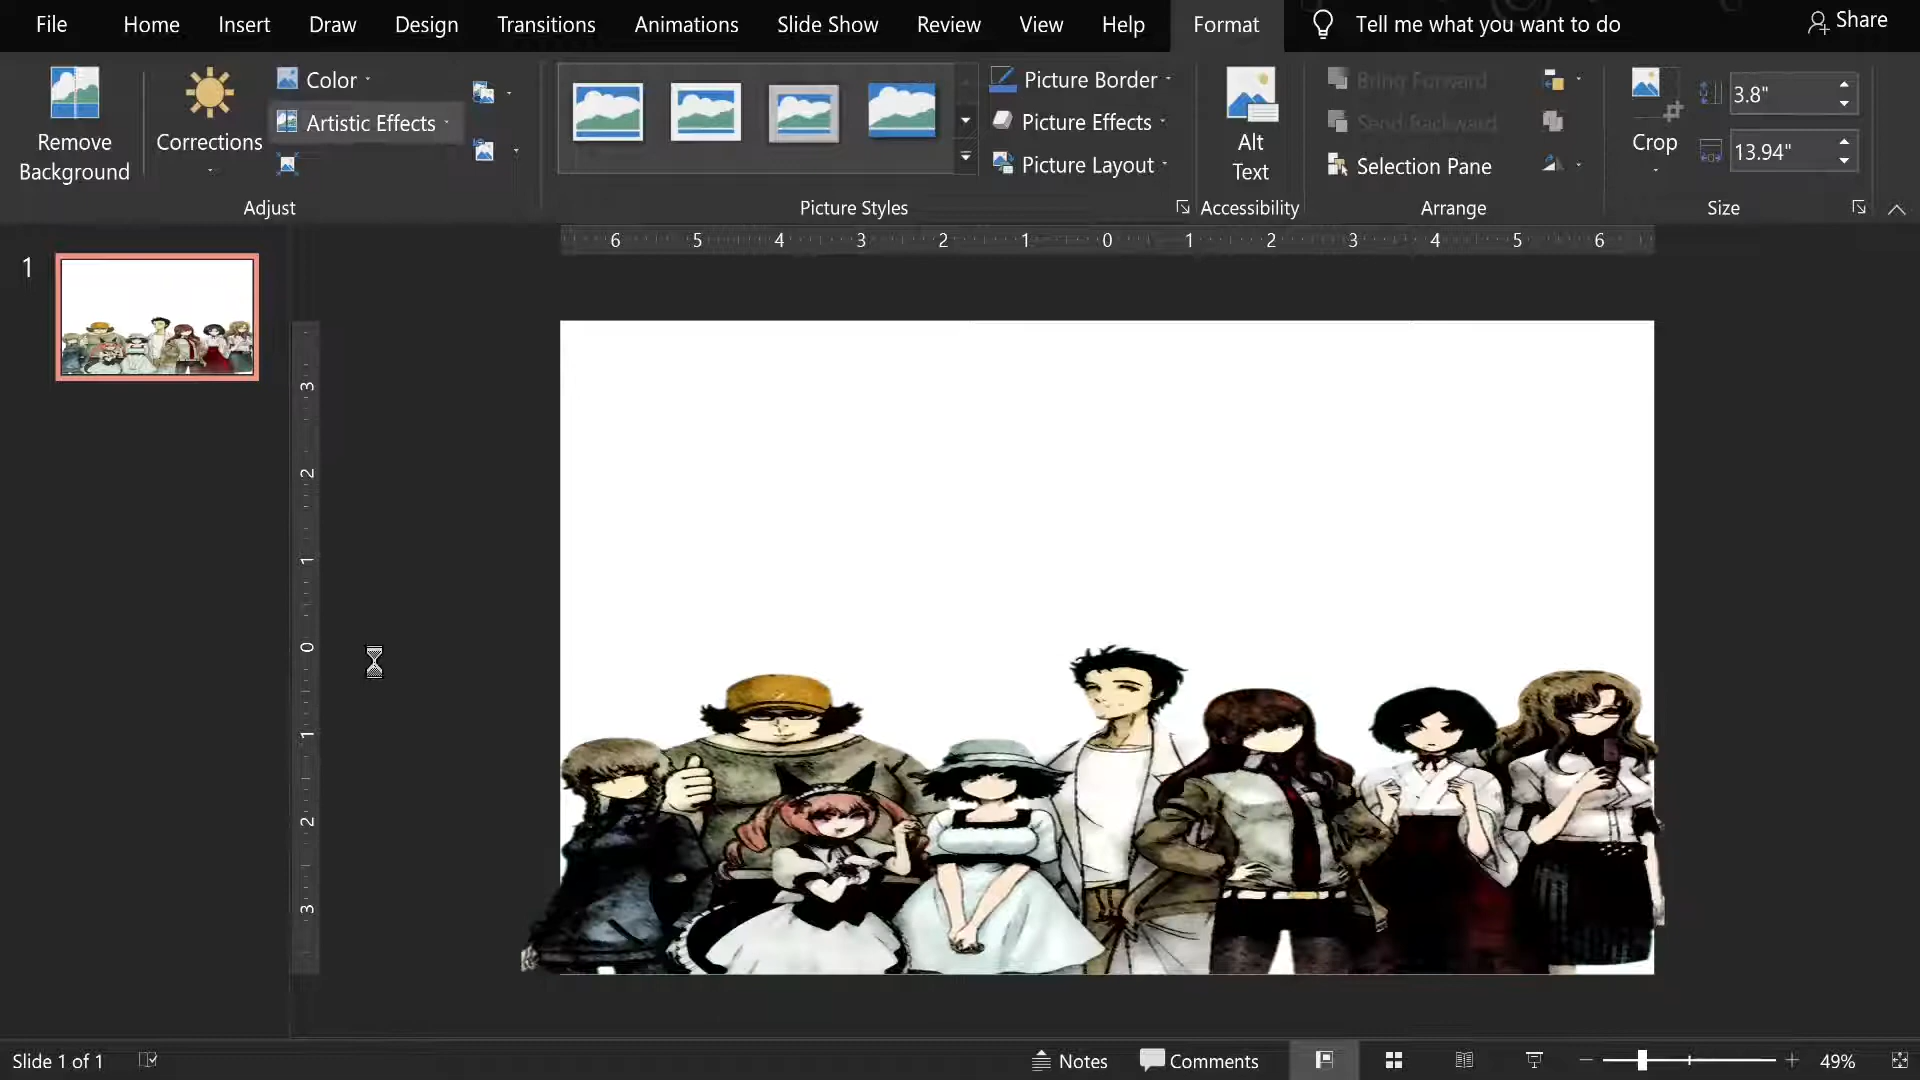 File Home Insert Draw Design Transitions Animations Slide Show Review View Help Format Tell me what you want to do Share
Remove Background
Corrections
Color
Artistic Effects
Adjust
Picture Border
Picture Effects
Picture Layout
Picture Styles
Alt Text
Accessibility
Bring Forward
Send Backward
Selection Pane
Arrange
Crop
3.8"
13.94"
Size
6 5 4 3 2 1 0 1 2 3 4 5 6
1
3
2
1
0
1
2
3
Slide 1 of 1 Notes Comments 49%